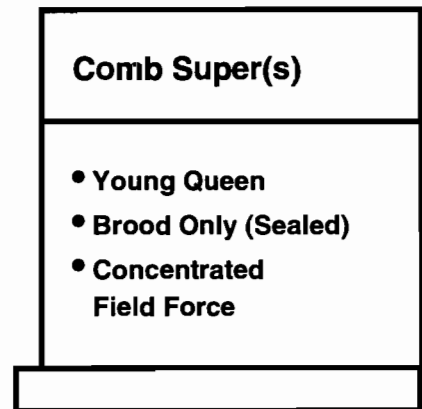 Comb Super(s)
• Young Queen
• Brood Only (Sealed)
• Concentrated
Field Force